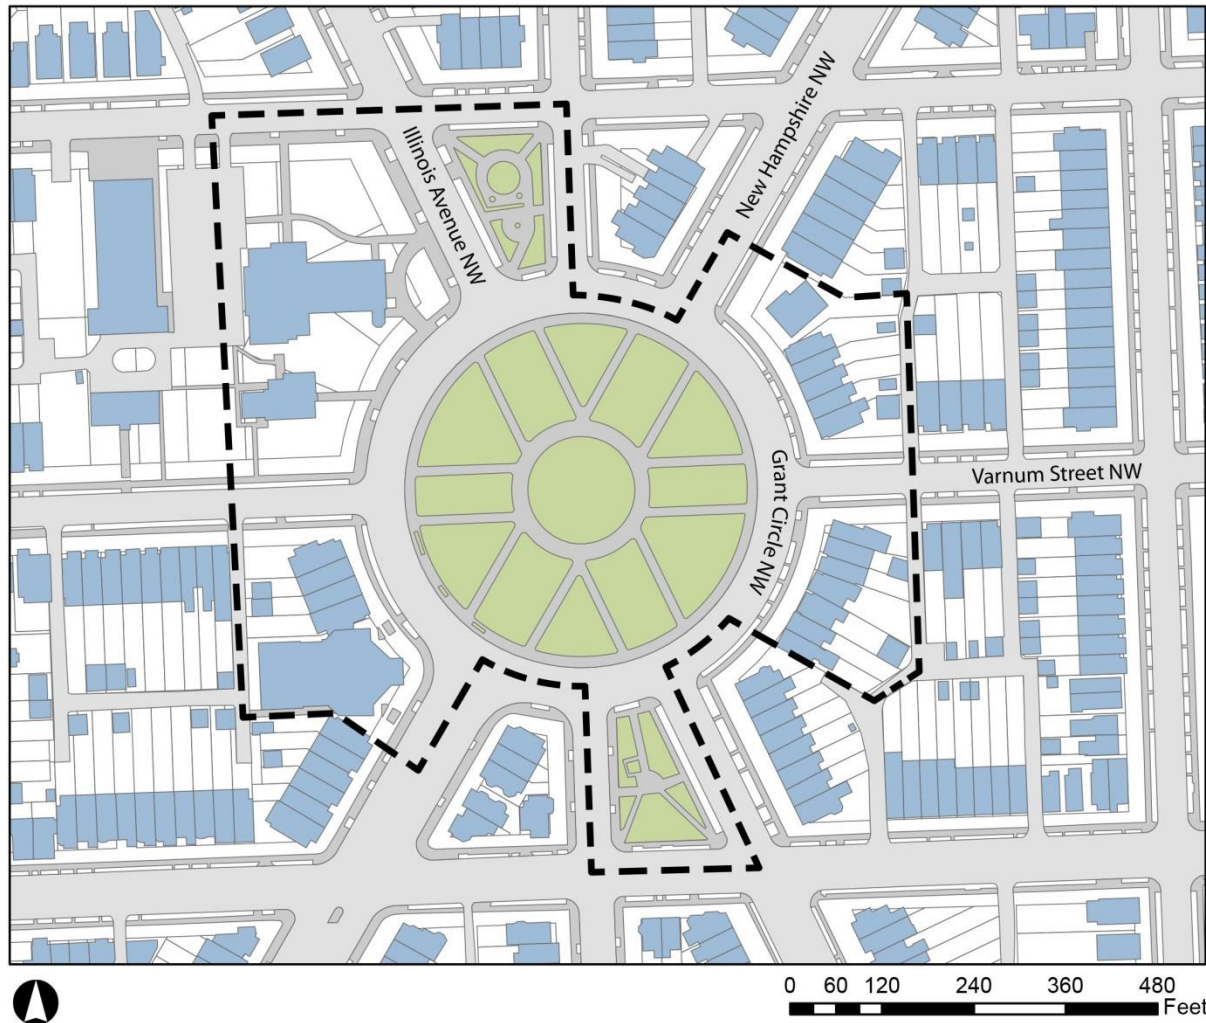 New Hampshire NW
Illinois Avenue NW
Grant Circle NW
Varnum Street NW
0 60 120 240 360 480
Feet